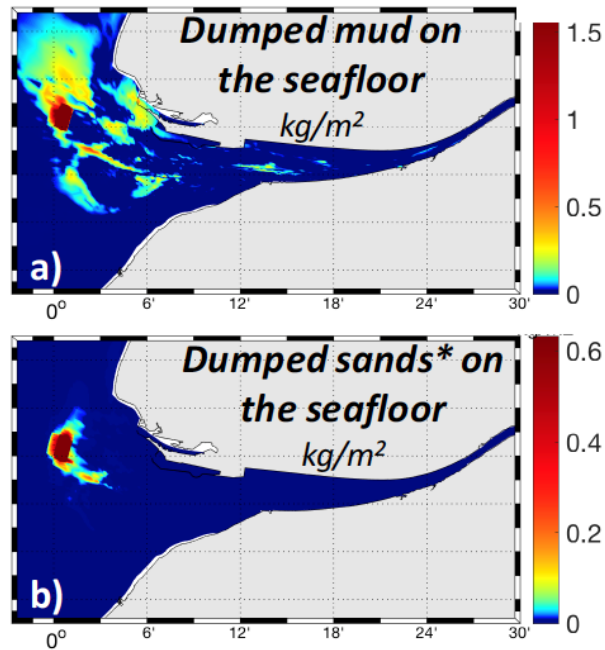 Dumped mud on
the seafloor
kg/m²
1.5
1
0.5
0
a)
0° 6' 12' 18' 24' 30'
Dumped sands* on
the seafloor
kg/m²
0.6
0.4
0.2
0
b)
0° 6' 12' 18' 24' 30'